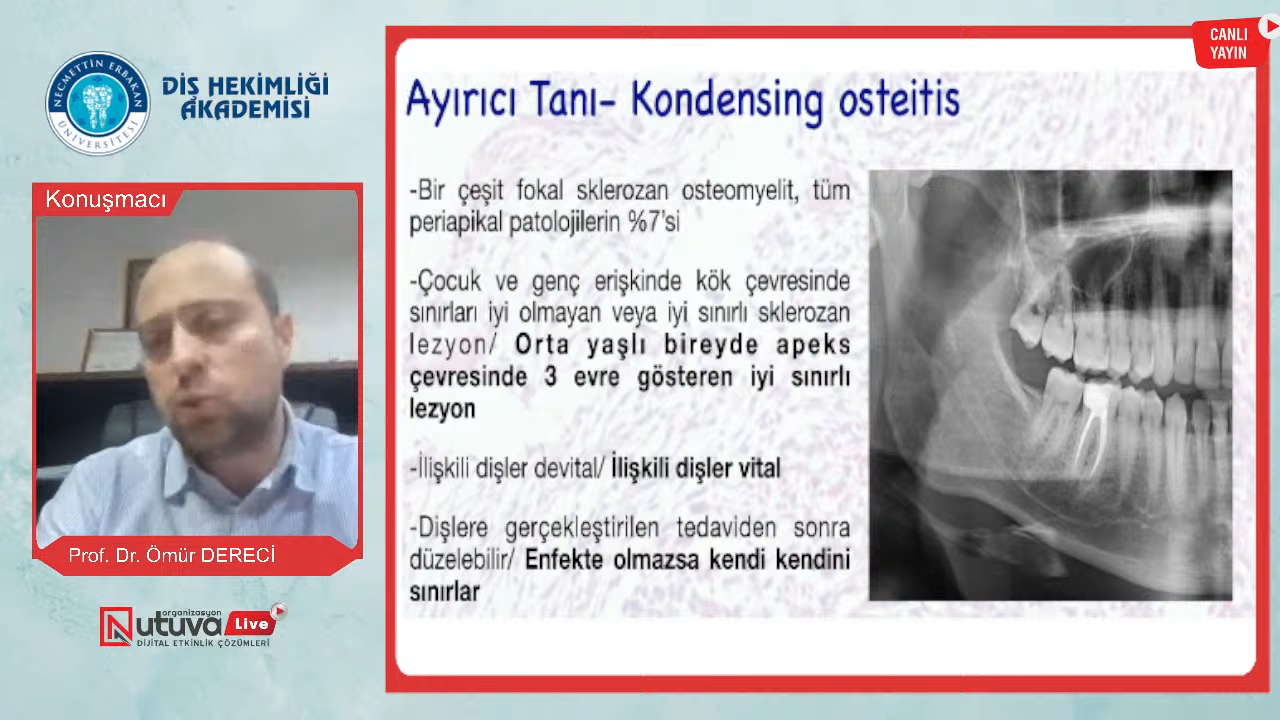 NECMETTİN ERBAKAN
ÜNİVERSİTESİ
DİŞ HEKİMLİĞİ
AKADEMİSİ
Konuşmacı
Prof. Dr. Ömür DERECİ
organizasyon
Nutuva Live
DİJİTAL ETKİNLİK ÇÖZÜMLERİ
CANLI
YAYIN
Ayırıcı Tanı- Kondensing osteitis
-Bir çeşit fokal sklerozan osteomyelit, tüm
periapikal patolojilerin %7'si
-Çocuk ve genç erişkinde kök çevresinde
sınırları iyi olmayan veya iyi sınırlı sklerozan
lezyon/ Orta yaşlı bireyde apeks
çevresinde 3 evre gösteren iyi sınırlı
lezyon
-İlişkili dişler devital/ İlişkili dişler vital
-Dişlere gerçekleştirilen tedaviden sonra
düzelebilir/ Enfekte olmazsa kendi kendini
sınırlar